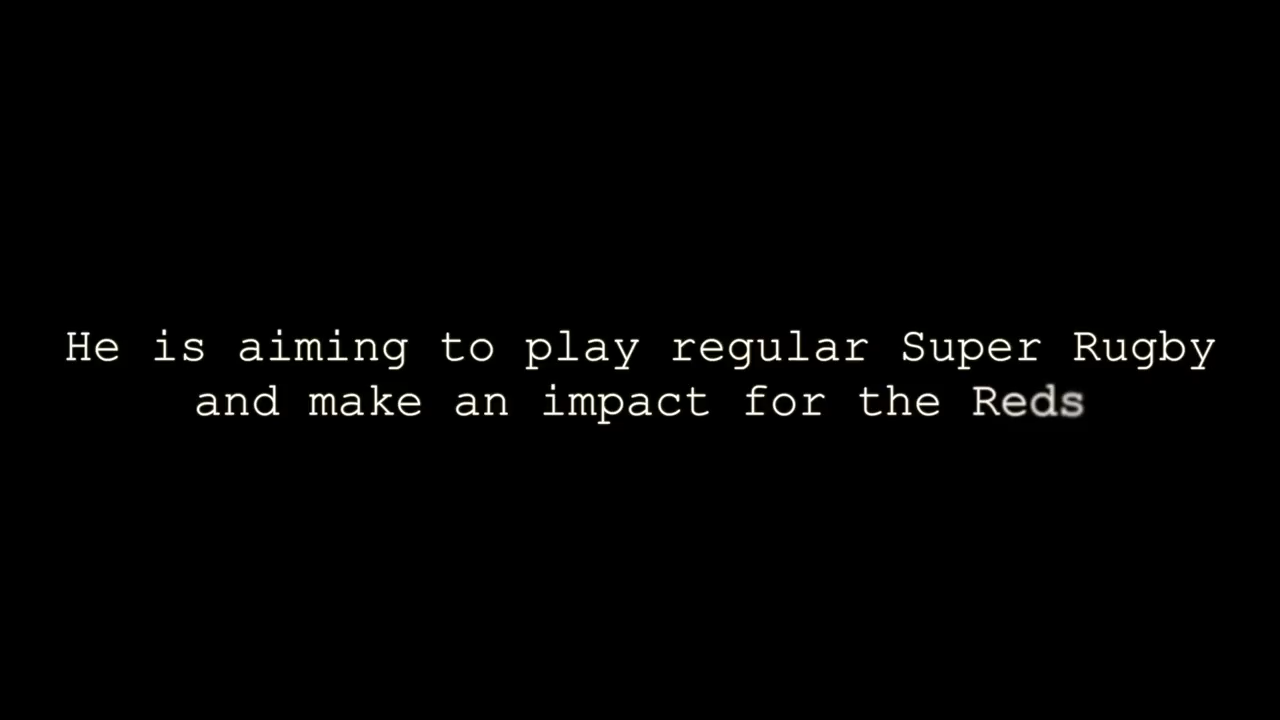 He is aiming to play regular Super Rugby
and make an impact for the Reds